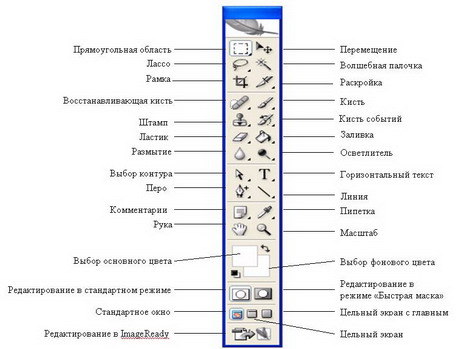 Прямоугольная область
Перемещение
Лассо
Волшебная палочка
Рамка
Раскройка
Восстанавливающая кисть
Кисть
Штамп
Кисть событий
Ластик
Заливка
Размытие
Осветлитель
Выбор контура
Горизонтальный текст
T
Перо
Линия
Комментарии
Пипетка
Рука
Масштаб
Выбор основного цвета
Выбор фонового цвета
Редактирование в стандартном режиме
Редактирование в
режиме «Быстрая маска»
Стандартное окно
Цельный экран с главным
Редактирование в ImageReady
Цельный экран